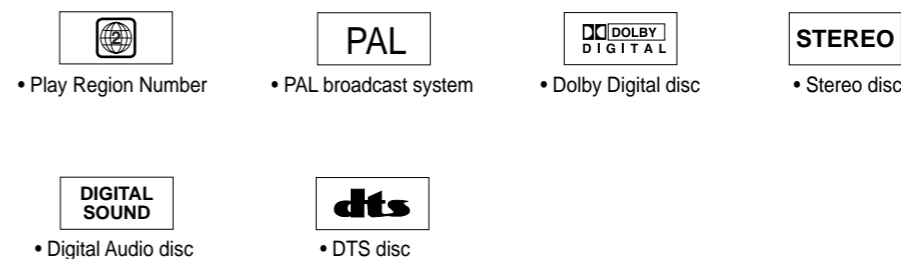 2
PAL
DOLBY
DIGITAL
STEREO
• Play Region Number
• PAL broadcast system
• Dolby Digital disc
• Stereo disc
DIGITAL
SOUND
dts
• Digital Audio disc
• DTS disc